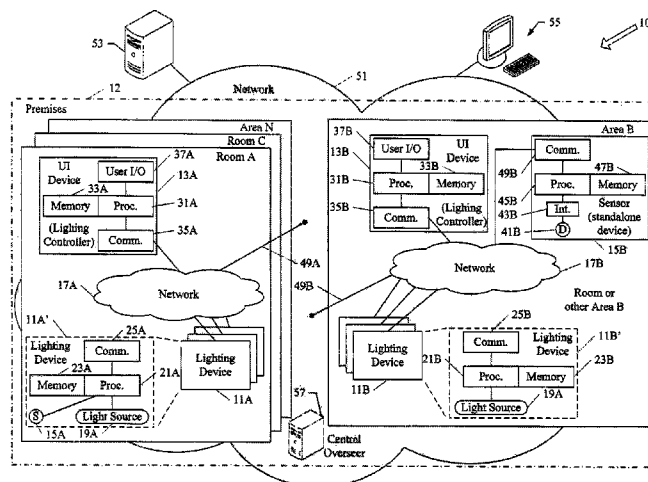 53
55
10
Network
51
12
Premises
Area N
Room C
Room A
37A
User I/O
UI
Device
33A
13A
Memory
Proc.
31A
(Lighing
Controller)
Comm.
35A
49A
17A
Network
11A'
25A
Lighting
Device
Comm.
23A
Memory
Proc.
21A
Lighting
Device
11A
S
Light Source
15A
19A
57
Central
Overseer
Area B
37B
User I/O
UI
Device
13B
33B
31B
Proc.
Memory
35B
(Lighing
Controller)
Comm.
Comm.
47B
49B
Proc.
Memory
45B
Sensor
43B
Int.
(standalone
device)
41B
D
15B
17B
Network
49B
Room or
other Area B
25B
Lighting
Device
11B'
Comm.
Lighting
Device
21B
Proc.
Memory
23B
11B
Light Source
19A